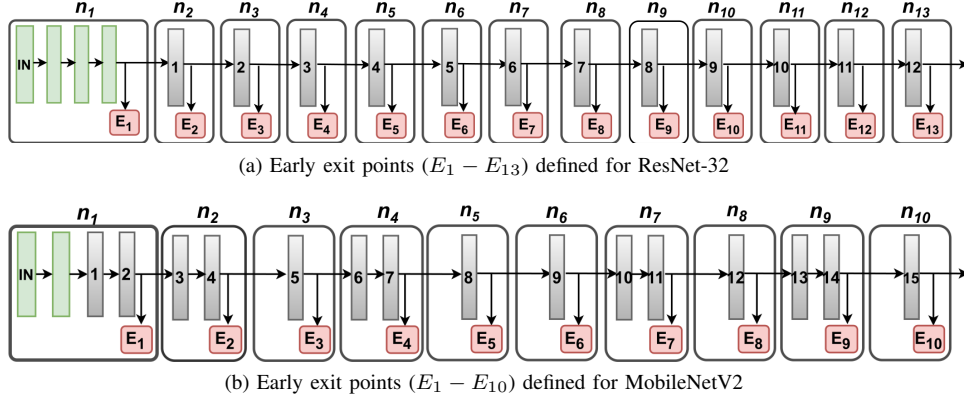 n1 n2 n3 n4 n5 n6 n7 n8 n9 n10 n11 n12 n13
IN 1 2 3 4 5 6 7 8 9 10 11 12
E1 E2 E3 E4 E5 E6 E7 E8 E9 E10 E11 E12 E13
(a) Early exit points (E1 − E13) defined for ResNet-32
n1 n2 n3 n4 n5 n6 n7 n8 n9 n10
IN 1 2 3 4 5 6 7 8 9 10 11 12 13 14 15
E1 E2 E3 E4 E5 E6 E7 E8 E9 E10
(b) Early exit points (E1 − E10) defined for MobileNetV2